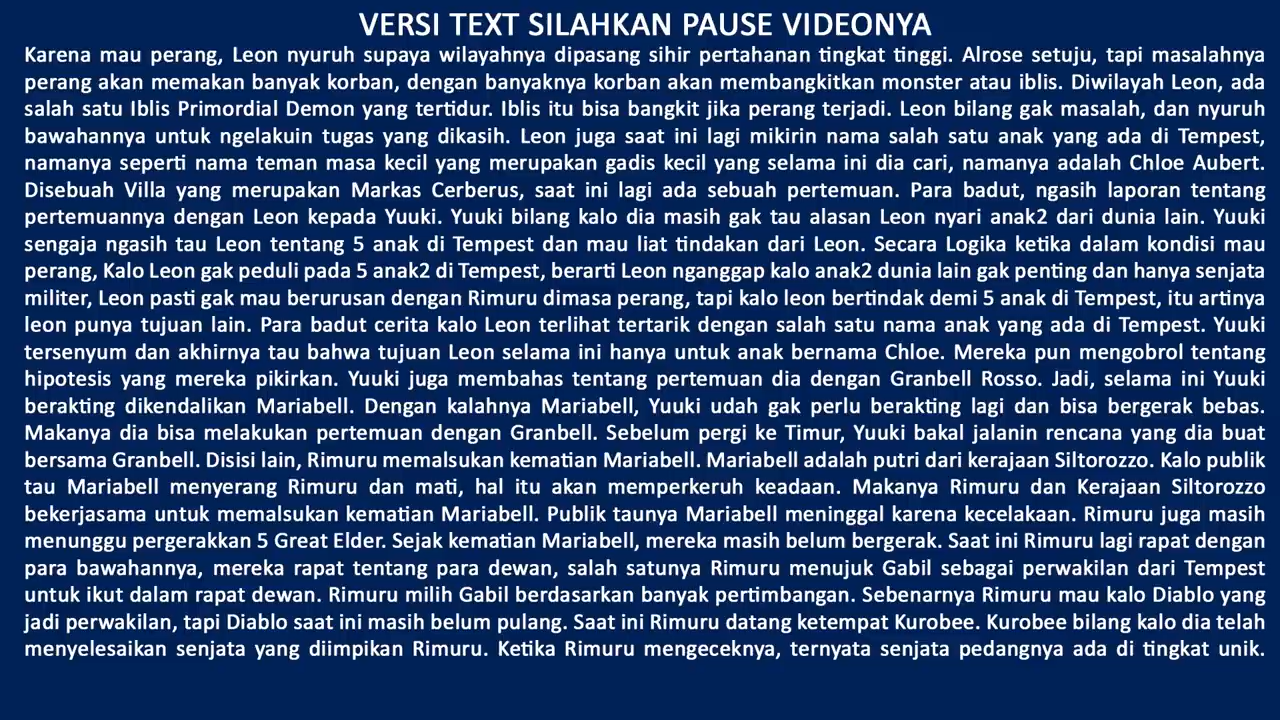 VERSI TEXT SILAHKAN PAUSE VIDEONYA
Karena mau perang, Leon nyuruh supaya wilayahnya dipasang sihir pertahanan tingkat tinggi. Alrose setuju, tapi masalahnya
perang akan memakan banyak korban, dengan banyaknya korban akan membangkitkan monster atau iblis. Diwilayah Leon, ada
salah satu Iblis Primordial Demon yang tertidur. Iblis itu bisa bangkit jika perang terjadi. Leon bilang gak masalah, dan nyuruh
bawahannya untuk ngelakuin tugas yang dikasih. Leon juga saat ini lagi mikirin nama salah satu anak yang ada di Tempest,
namanya seperti nama teman masa kecil yang merupakan gadis kecil yang selama ini dia cari, namanya adalah Chloe Aubert.
Disebuah Villa yang merupakan Markas Cerberus, saat ini lagi ada sebuah pertemuan. Para badut, ngasih laporan tentang
pertemuannya dengan Leon kepada Yuuki. Yuuki bilang kalo dia masih gak tau alasan Leon nyari anak2 dari dunia lain. Yuuki
sengaja ngasih tau Leon tentang 5 anak di Tempest dan mau liat tindakan dari Leon. Secara Logika ketika dalam kondisi mau
perang, Kalo Leon gak peduli pada 5 anak2 di Tempest, berarti Leon nganggap kalo anak2 dunia lain gak penting dan hanya senjata
militer, Leon pasti gak mau berurusan dengan Rimuru dimasa perang, tapi kalo leon bertindak demi 5 anak di Tempest, itu artinya
leon punya tujuan lain. Para badut cerita kalo Leon terlihat tertarik dengan salah satu nama anak yang ada di Tempest. Yuuki
tersenyum dan akhirnya tau bahwa tujuan Leon selama ini hanya untuk anak bernama Chloe. Mereka pun mengobrol tentang
hipotesis yang mereka pikirkan. Yuuki juga membahas tentang pertemuan dia dengan Granbell Rosso. Jadi, selama ini Yuuki
berakting dikendalikan Mariabell. Dengan kalahnya Mariabell, Yuuki udah gak perlu berakting lagi dan bisa bergerak bebas.
Makanya dia bisa melakukan pertemuan dengan Granbell. Sebelum pergi ke Timur, Yuuki bakal jalanin rencana yang dia buat
bersama Granbell. Disisi lain, Rimuru memalsukan kematian Mariabell. Mariabell adalah putri dari kerajaan Siltorozzo. Kalo publik
tau Mariabell menyerang Rimuru dan mati, hal itu akan memperkeruh keadaan. Makanya Rimuru dan Kerajaan Siltorozzo
bekerjasama untuk memalsukan kematian Mariabell. Publik taunya Mariabell meninggal karena kecelakaan. Rimuru juga masih
menunggu pergerakkan 5 Great Elder. Sejak kematian Mariabell, mereka masih belum bergerak. Saat ini Rimuru lagi rapat dengan
para bawahannya, mereka rapat tentang para dewan, salah satunya Rimuru menujuk Gabil sebagai perwakilan dari Tempest
untuk ikut dalam rapat dewan. Rimuru milih Gabil berdasarkan banyak pertimbangan. Sebenarnya Rimuru mau kalo Diablo yang
jadi perwakilan, tapi Diablo saat ini masih belum pulang. Saat ini Rimuru datang ketempat Kurobee. Kurobee bilang kalo dia telah
menyelesaikan senjata yang diimpikan Rimuru. Ketika Rimuru mengeceknya, ternyata senjata pedangnya ada di tingkat unik.